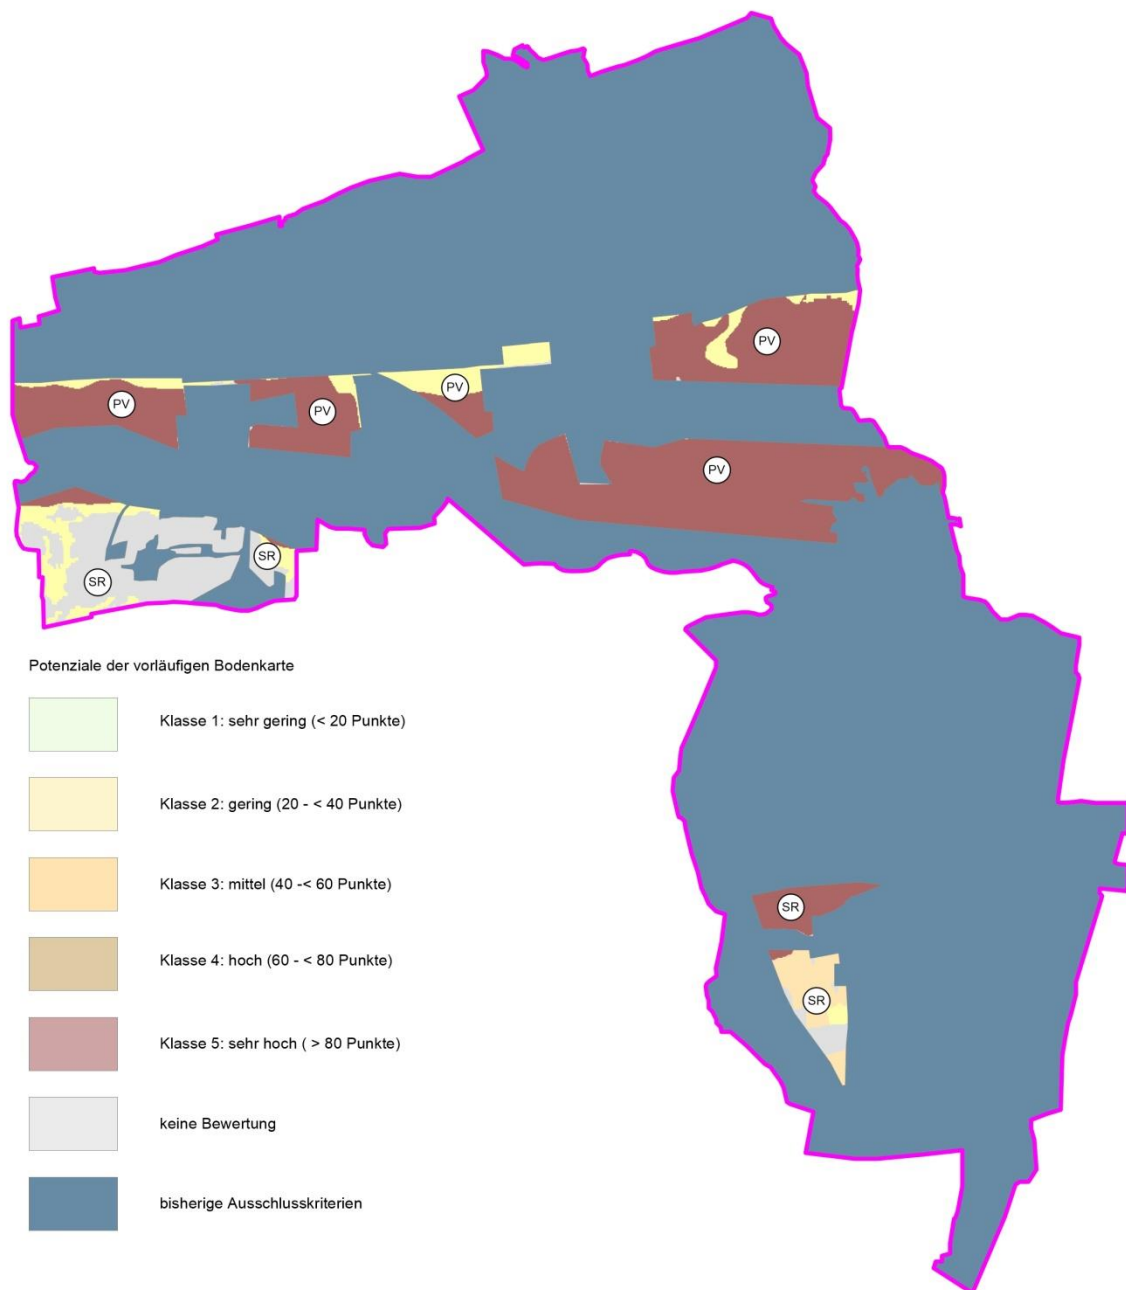 PV
PV
PV
PV
PV
SR
SR
Potenziale der vorläufigen Bodenkarte
Klasse 1: sehr gering (< 20 Punkte)
Klasse 2: gering (20 - < 40 Punkte)
Klasse 3: mittel (40 -< 60 Punkte)
SR
Klasse 4: hoch (60 - < 80 Punkte)
SR
Klasse 5: sehr hoch ( > 80 Punkte)
keine Bewertung
bisherige Ausschlusskriterien